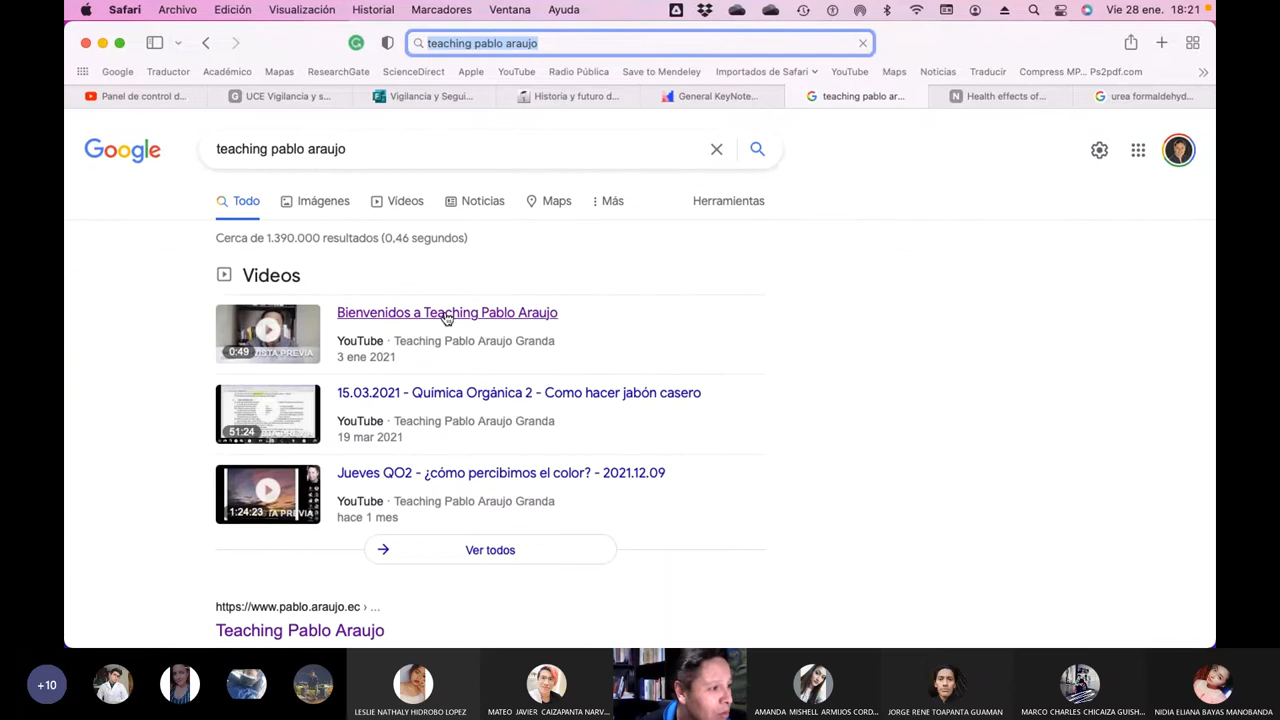 Safari Archivo Edición Visualización Historial Marcadores Ventana Ayuda Vie 28 ene. 18:21
teaching pablo araujo
Google Tractor Académico Mapas ResearchGate ScienceDirect Apple YouTube Radio Pública Save to Mendeley Importados de Safari YouTube Maps Noticias Traducir Compress MP... Ps2pdf.com
Panel de control d... UCE Vigilancia y s... Vigilancia y Segui... Historia y futuro d... General KeyNote... teaching pablo ar... Health effects of... urea formaldehyd...
Google teaching pablo araujo
Todo Imágenes Videos Noticias Maps Más Herramientas
Cerca de 1.390.000 resultados (0,46 segundos)
Videos
Bienvenidos a Teaching Pablo Araujo
YouTube · Teaching Pablo Araujo Granda
0:49 VISTA PREVIA
3 ene 2021
15.03.2021 - Química Orgánica 2 - Como hacer jabón casero
YouTube · Teaching Pablo Araujo Granda
51:24
19 mar 2021
Jueves QO2 - ¿cómo percibimos el color? - 2021.12.09
YouTube · Teaching Pablo Araujo Granda
1:24:23 STA PREVIA
hace 1 mes
Ver todos
https://www.pablo.araujo.ec › ...
Teaching Pablo Araujo
+10
LESLIE NATHALY HIDROBO LOPEZ MATEO JAVIER CAIZAPANTA NARV... AMANDA MISHELL ARMIJOS CORD... JORGE RENE TOAPANTA GUAMAN MARCO CHARLES CHICAIZA GUISH... NIDIA ELIANA BAYAS MANOBANDA